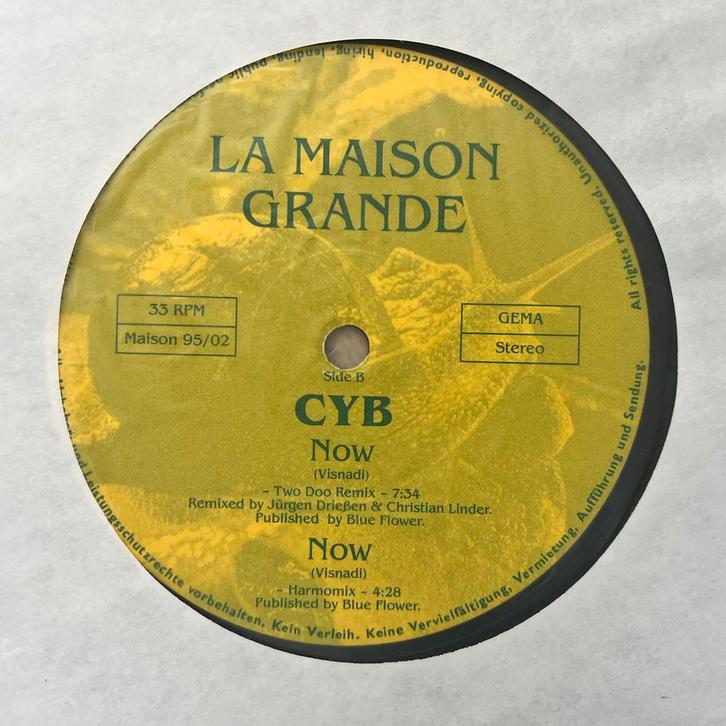 LA MAISON
GRANDE
33 RPM
Maison 95/02
GEMA
Stereo
Side B
CYB
Now
(Visnadi)
– Two Doo Remix – 7:34
Remixed by Jürgen Drießen & Christian Linder.
Published by Blue Flower.
Now
(Visnadi)
– Harmomix – 4:28
Published by Blue Flower.
All rights reserved. Unauthorized copying, reproduction, hiring, lending, public
und Leistungsschutzrechte vorbehalten. Kein Verleih. Keine Vervielfältigung, Vermietung, Aufführung und Sendung.